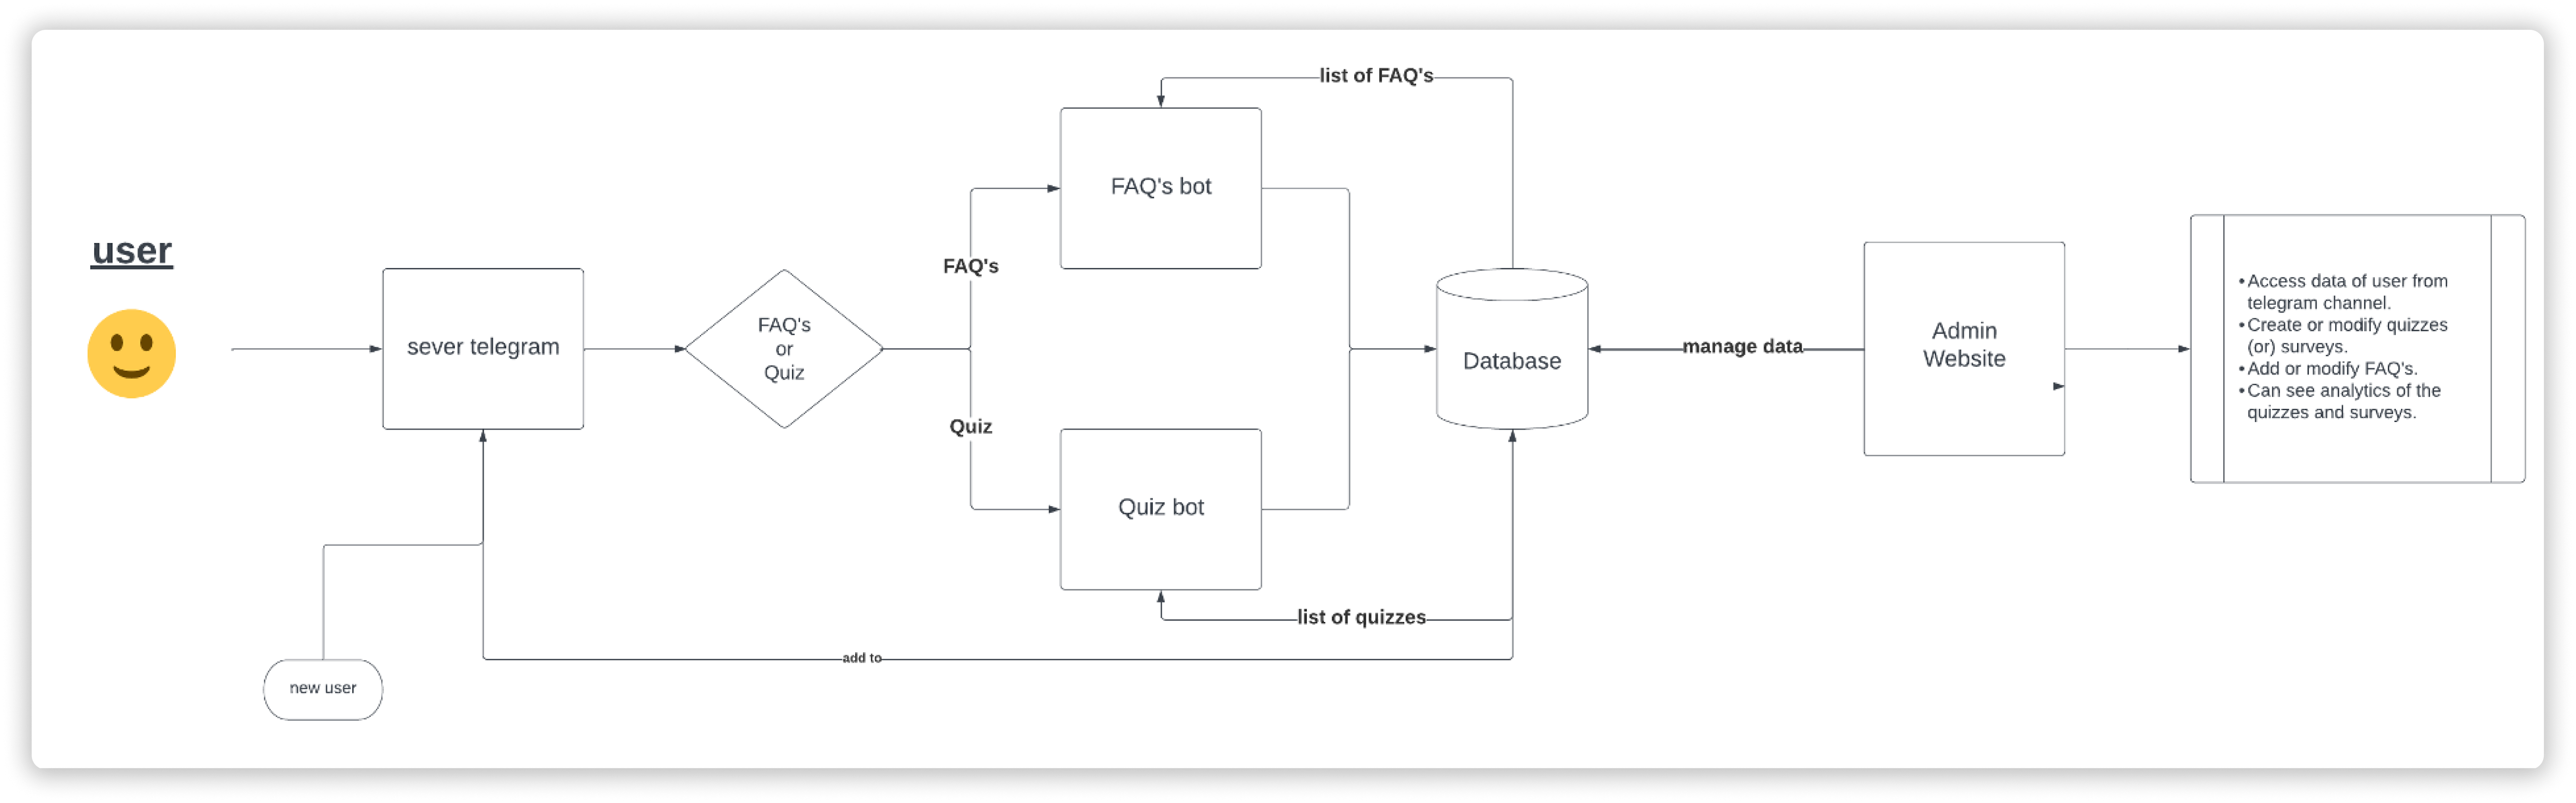 user
sever telegram
FAQ's
or
Quiz
FAQ's
Quiz
FAQ's bot
Quiz bot
list of FAQ's
list of quizzes
add to
new user
Database
manage data
Admin
Website
• Access data of user from
telegram channel.
• Create or modify quizzes
(or) surveys.
• Add or modify FAQ's.
• Can see analytics of the
quizzes and surveys.